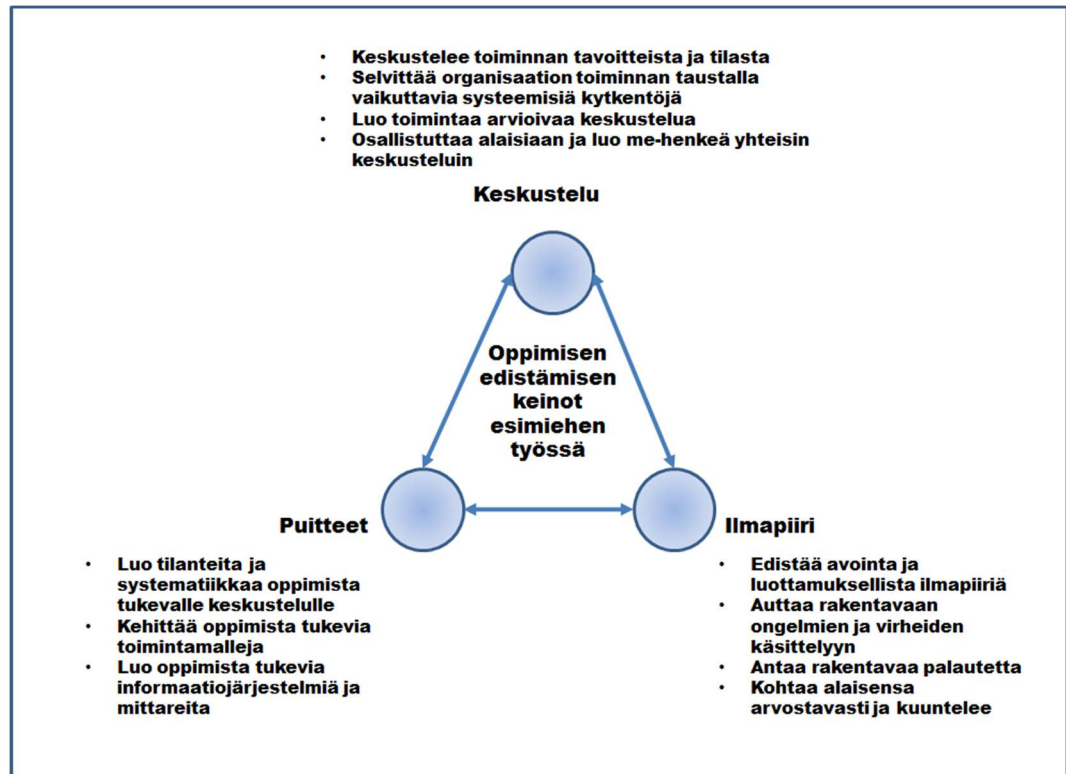 • Keskustelee toiminnan tavoitteista ja tilasta
• Selvittää organisaation toiminnan taustalla
vaikuttavia systeemisiä kytkentöjä
• Luo toimintaa arvioivaa keskustelua
• Osallistuttaa alaisiaan ja luo me-henkeä yhteisin
keskusteluin
Keskustelu
Oppimisen
edistämisen
keinot
esimiehen
työssä
Puitteet
• Luo tilanteita ja
systematiikkaa oppimista
tukevalle keskustelulle
• Kehittää oppimista tukevia
toimintamalleja
• Luo oppimista tukevia
informaatiojärjestelmiä ja
mittareita
Ilmapiiri
• Edistää avointa ja
luottamuksellista ilmapiiriä
• Auttaa rakentavaan
ongelmien ja virheiden
käsittelyyn
• Antaa rakentavaa palautetta
• Kohtaa alaisensa
arvostavasti ja kuuntelee